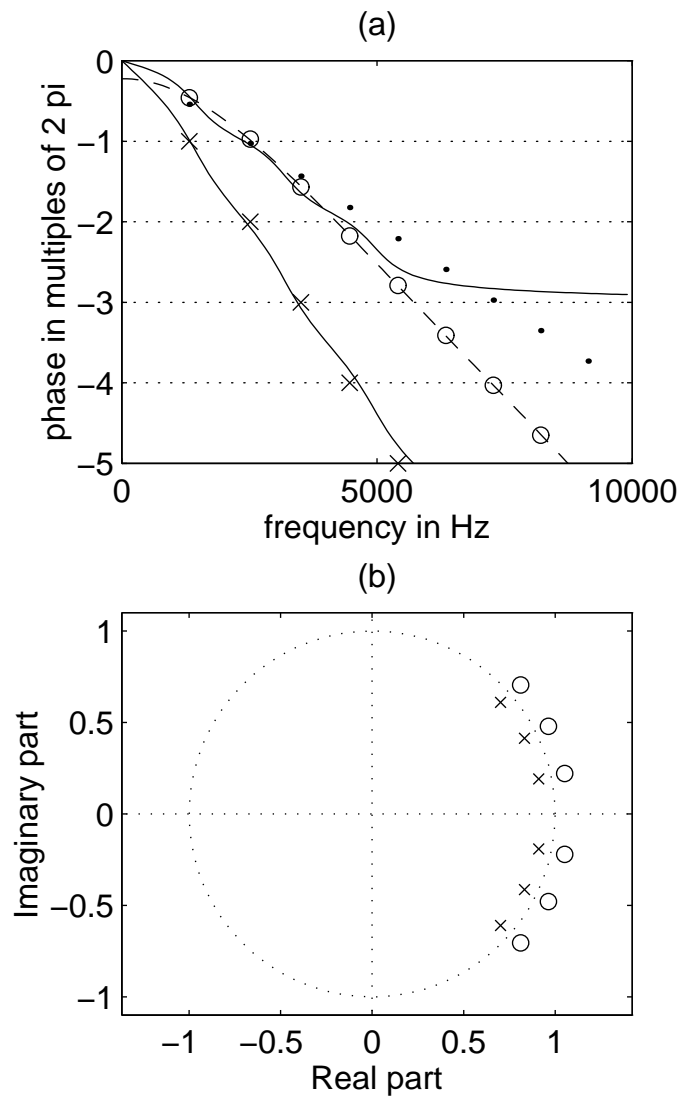 (a)
phase in multiples of 2 pi
0
−1
−2
−3
−4
−5
0 5000 10000
frequency in Hz
(b)
Imaginary part
1
0.5
0
−0.5
−1
−1 −0.5 0 0.5 1
Real part